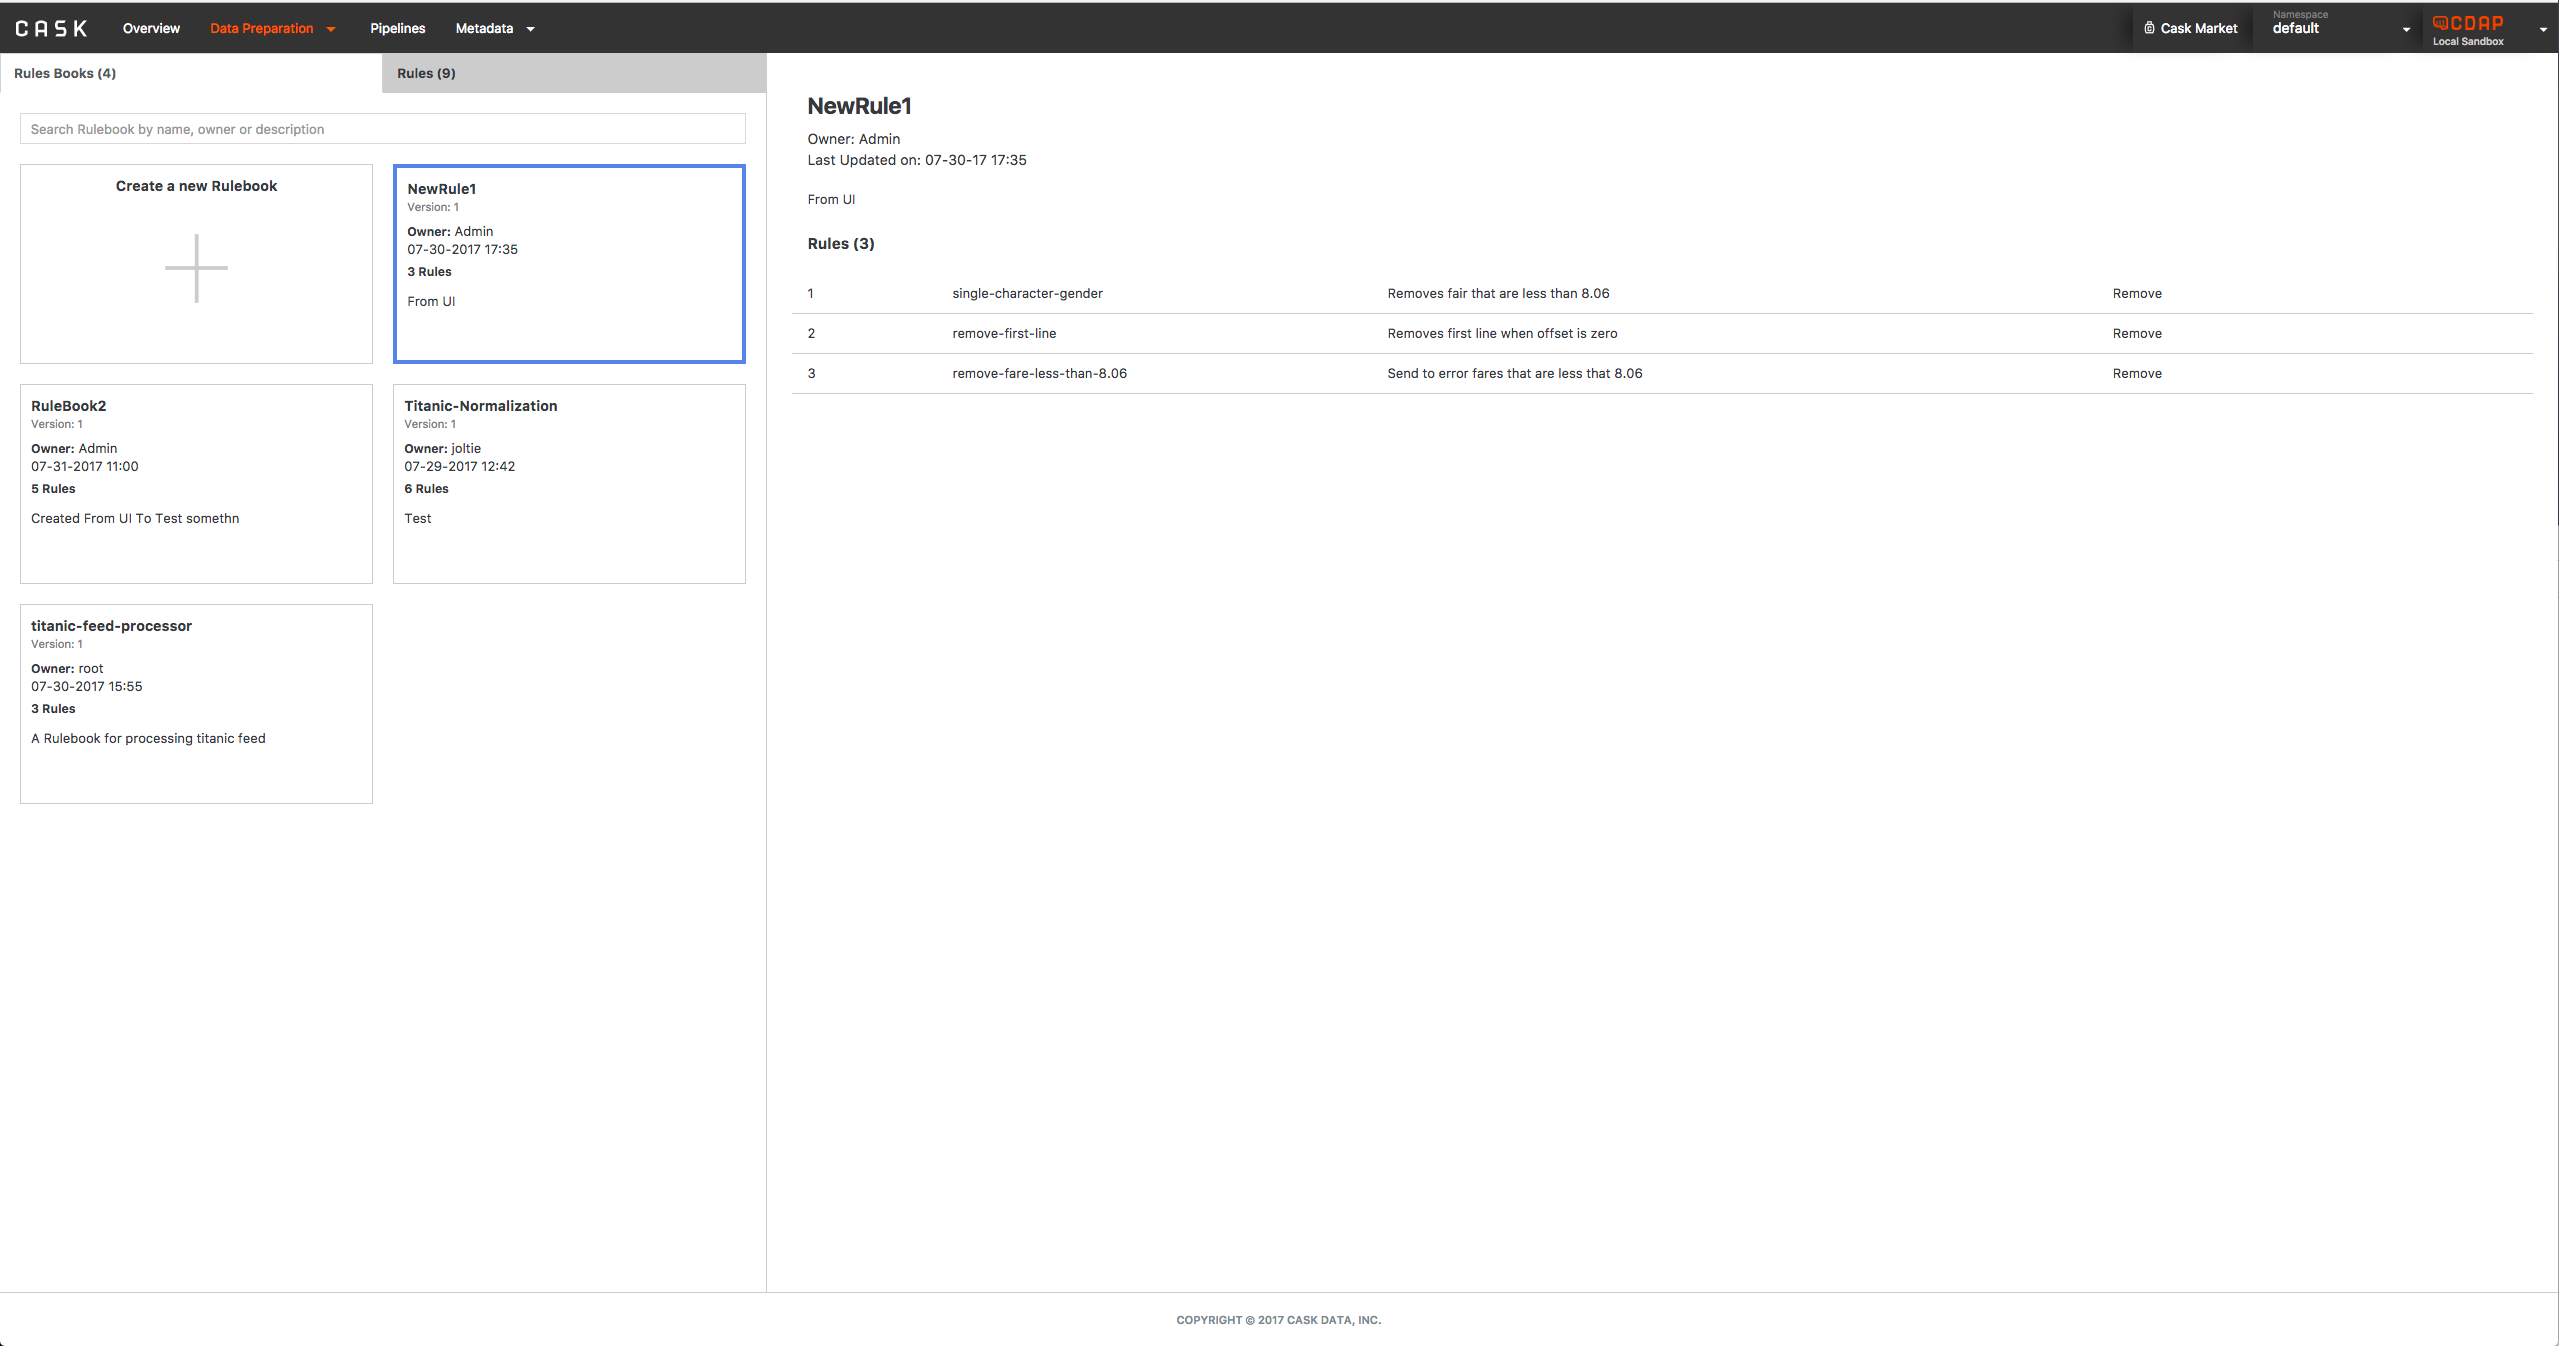 CASK Overview Data Preparation Pipelines Metadata Cask Market Namespace default CDAP Local Sandbox
Rules Books (4) Rules (9)
Search Rulebook by name, owner or description
Create a new Rulebook
NewRule1
Version: 1
Owner: Admin
07-30-2017 17:35
3 Rules
From UI
RuleBook2
Version: 1
Owner: Admin
07-31-2017 11:00
5 Rules
Created From UI To Test somethn
Titanic-Normalization
Version: 1
Owner: joltie
07-29-2017 12:42
6 Rules
Test
titanic-feed-processor
Version: 1
Owner: root
07-30-2017 15:55
3 Rules
A Rulebook for processing titanic feed
NewRule1
Owner: Admin
Last Updated on: 07-30-17 17:35
From UI
Rules (3)
1 single-character-gender Removes fair that are less than 8.06 Remove
2 remove-first-line Removes first line when offset is zero Remove
3 remove-fare-less-than-8.06 Send to error fares that are less that 8.06 Remove
COPYRIGHT © 2017 CASK DATA, INC.